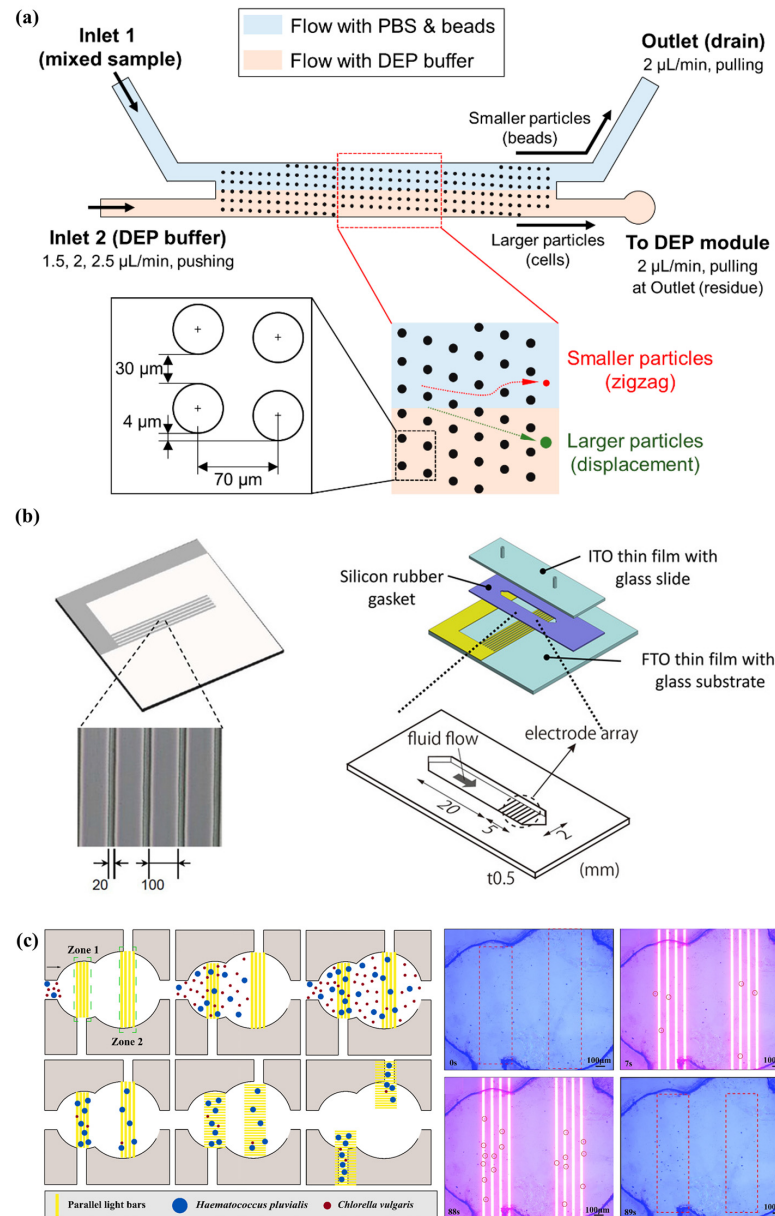 (a)
Flow with PBS & beads
Flow with DEP buffer
Inlet 1
(mixed sample)
Outlet (drain)
2 µL/min, pulling
Smaller particles
(beads)
Inlet 2 (DEP buffer)
1.5, 2, 2.5 µL/min, pushing
Larger particles
(cells)
To DEP module
2 µL/min, pulling
at Outlet (residue)
30 µm
4 µm
70 µm
Smaller particles
(zigzag)
Larger particles
(displacement)
(b)
ITO thin film with
glass slide
Silicon rubber
gasket
FTO thin film with
glass substrate
electrode array
fluid flow
20
5
2
t0.5
(mm)
20
100
(c)
Zone 1
Zone 2
0s
100µm
7s
100
88s
100µm
89s
100
Parallel light bars
Haematococcus pluvialis
Chlorella vulgaris